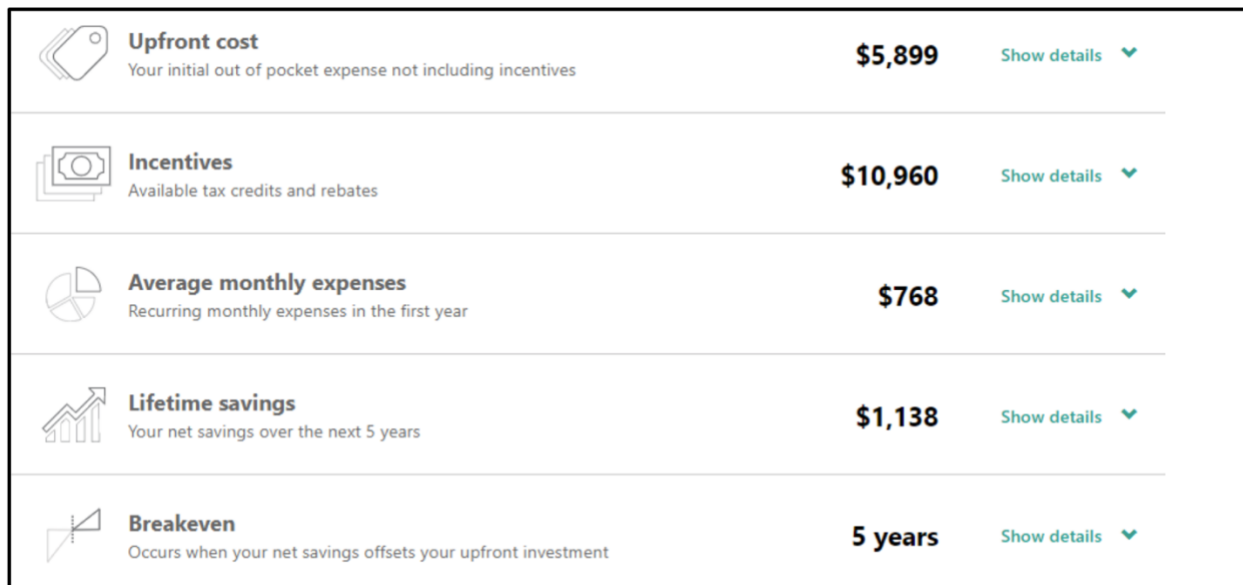 Upfront cost
Your initial out of pocket expense not including incentives
$5,899
Show details
Incentives
Available tax credits and rebates
$10,960
Show details
Average monthly expenses
Recurring monthly expenses in the first year
$768
Show details
Lifetime savings
Your net savings over the next 5 years
$1,138
Show details
Breakeven
Occurs when your net savings offsets your upfront investment
5 years
Show details